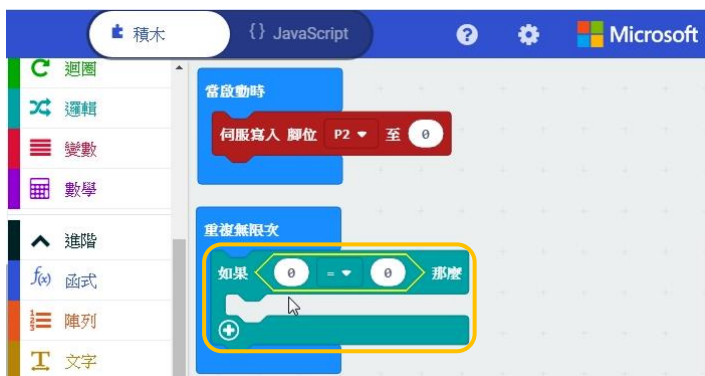 積木
{} JavaScript
?
Microsoft
迴圈
邏輯
變數
數學
進階
f(x) 函式
陣列
T 文字
當啟動時
伺服寫入 腳位 P2 至 0
重複無限次
如果 0 = 0 那麼